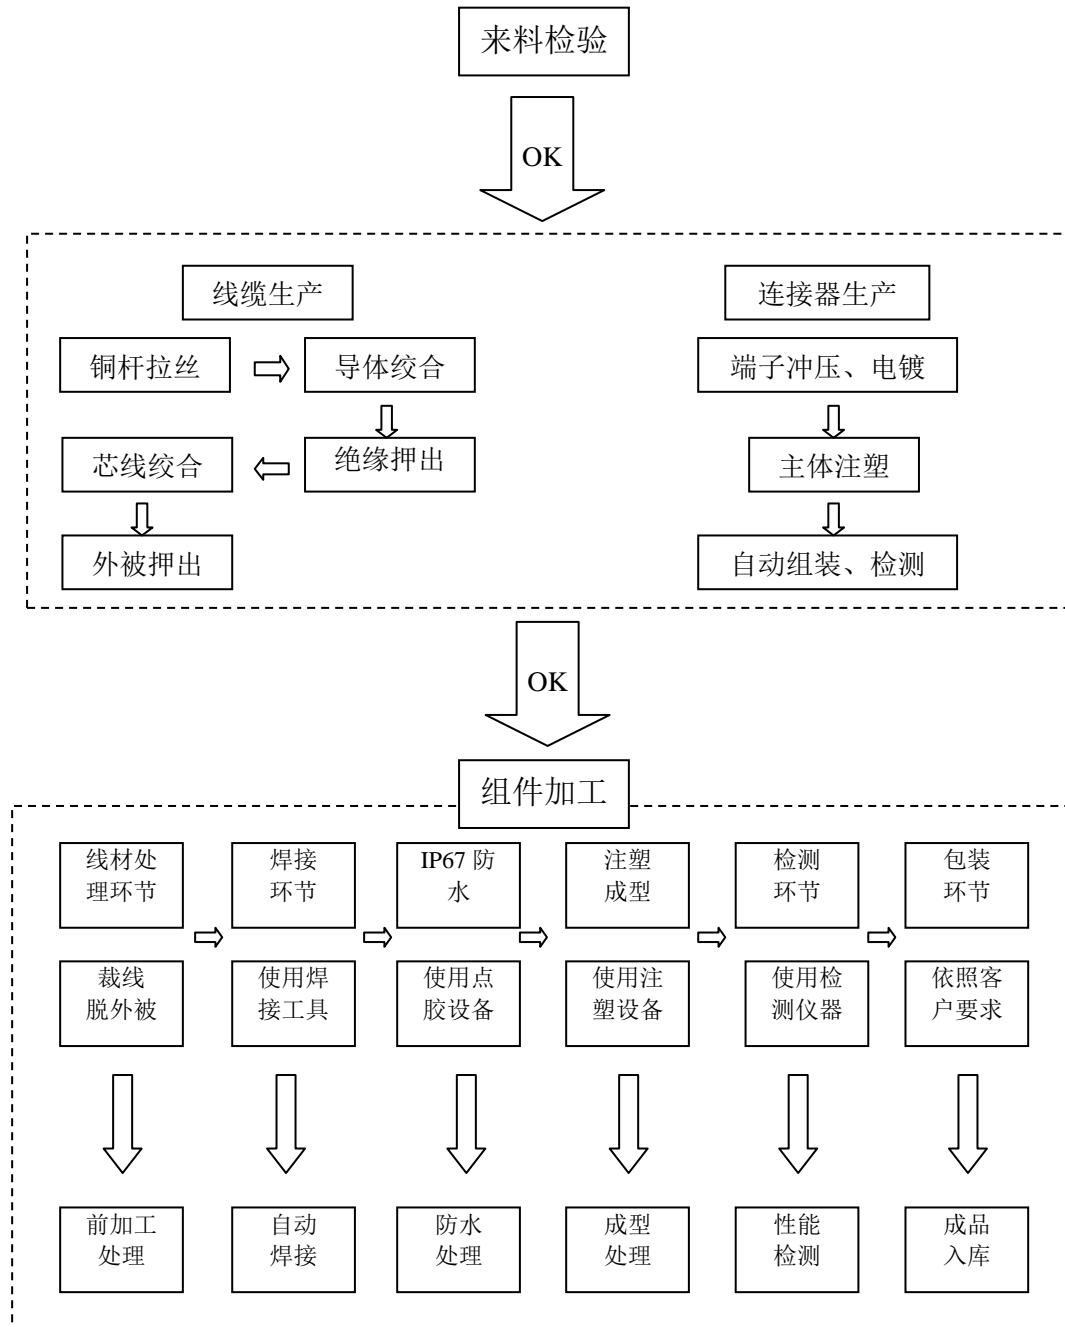 来料检验
OK
线缆生产
连接器生产
铜杆拉丝
导体绞合
端子冲压、电镀
芯线绞合
绝缘押出
主体注塑
外被押出
自动组装、检测
OK
组件加工
线材处
理环节
焊接
环节
IP67 防
水
注塑
成型
检测
环节
包装
环节
裁线
脱外被
使用焊
接工具
使用点
胶设备
使用注
塑设备
使用检
测仪器
依照客
户要求
前加工
处理
自动
焊接
防水
处理
成型
处理
性能
检测
成品
入库